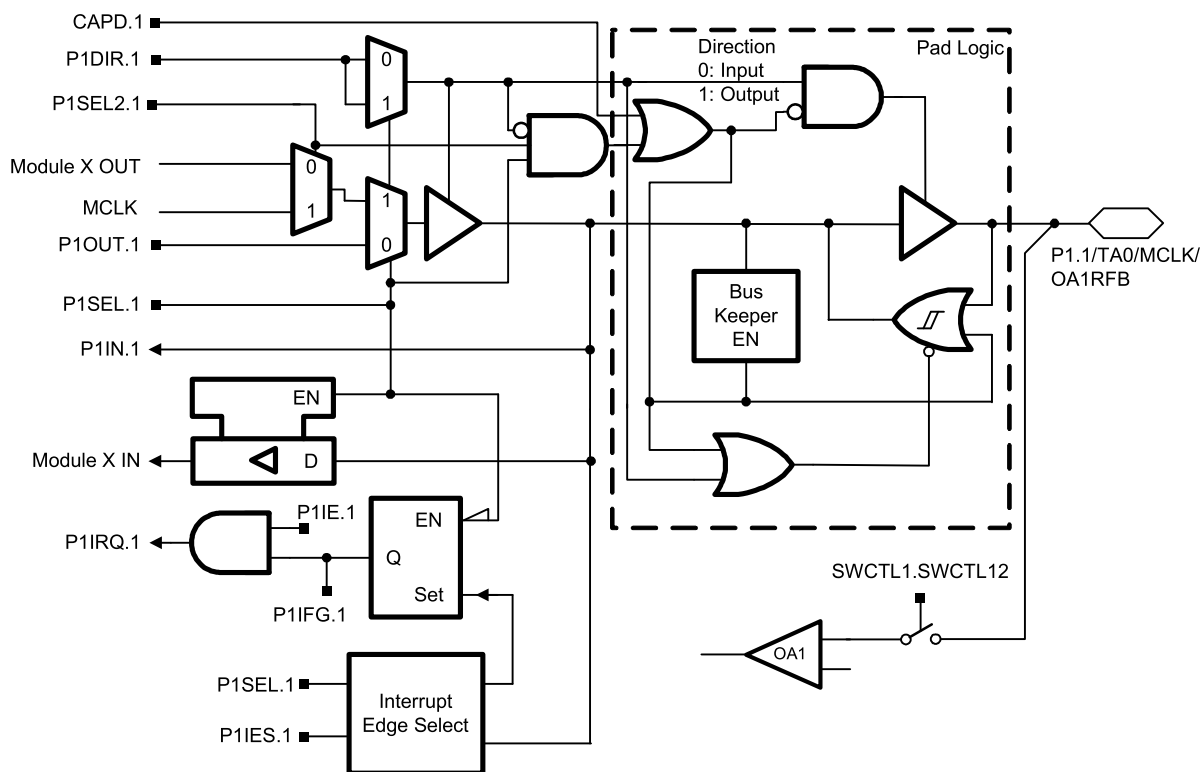 CAPD.1
P1DIR.1
P1SEL2.1
Module X OUT
MCLK
P1OUT.1
P1SEL.1
P1IN.1
Module X IN
P1IRQ.1
0
1
0
1
1
0
Direction
0: Input
1: Output
Pad Logic
Bus
Keeper
EN
P1.1/TA0/MCLK/
OA1RFB
EN
D
P1IE.1
P1IFG.1
EN
Q
Set
P1SEL.1
P1IES.1
Interrupt
Edge Select
SWCTL1.SWCTL12
OA1